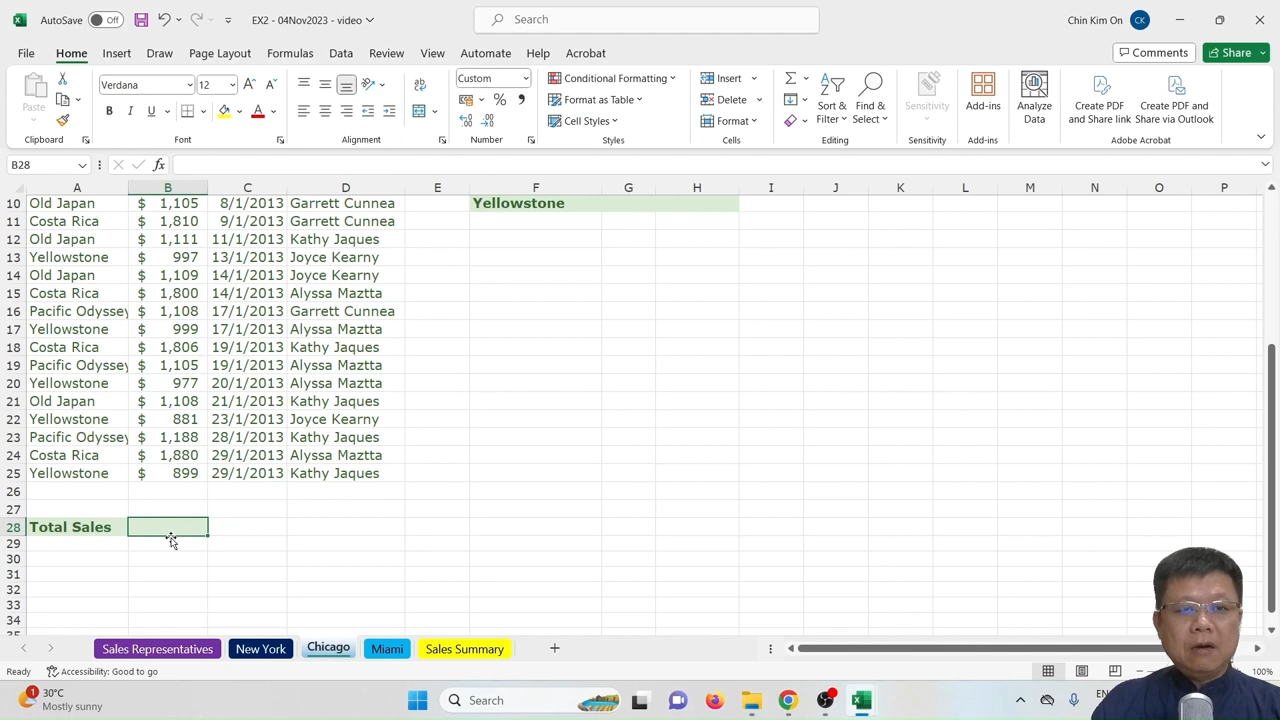 AutoSave Off EX2 - 04Nov2023 - video Search Chin Kim On CK
File Home Insert Draw Page Layout Formulas Data Review View Automate Help Acrobat Comments Share
Paste Verdana 12 Custom Conditional Formatting Insert Sort & Filter Find & Select Sensitivity Add-ins Analyze Data Create PDF and Share link Create PDF and Share via Outlook
Format as Table Delete
B I U A % , Cell Styles Format
Clipboard Font Alignment Number Styles Cells Editing Sensitivity Add-ins Adobe Acrobat
B28 fx
A B C D E F G H I J K L M N O P
10 Old Japan $ 1,105 8/1/2013 Garrett Cunnea Yellowstone
11 Costa Rica $ 1,810 9/1/2013 Garrett Cunnea
12 Old Japan $ 1,111 11/1/2013 Kathy Jaques
13 Yellowstone $ 997 13/1/2013 Joyce Kearny
14 Old Japan $ 1,109 14/1/2013 Joyce Kearny
15 Costa Rica $ 1,800 14/1/2013 Alyssa Maztta
16 Pacific Odyssey $ 1,108 17/1/2013 Garrett Cunnea
17 Yellowstone $ 999 17/1/2013 Alyssa Maztta
18 Costa Rica $ 1,806 19/1/2013 Kathy Jaques
19 Pacific Odyssey $ 1,105 19/1/2013 Alyssa Maztta
20 Yellowstone $ 977 20/1/2013 Alyssa Maztta
21 Old Japan $ 1,108 21/1/2013 Kathy Jaques
22 Yellowstone $ 881 23/1/2013 Joyce Kearny
23 Pacific Odyssey $ 1,188 28/1/2013 Kathy Jaques
24 Costa Rica $ 1,880 29/1/2013 Alyssa Maztta
25 Yellowstone $ 899 29/1/2013 Kathy Jaques
26
27
28 Total Sales
29
30
31
32
33
34
Sales Representatives New York Chicago Miami Sales Summary
Ready Accessibility: Good to go 100%
1 30°C Mostly sunny Search